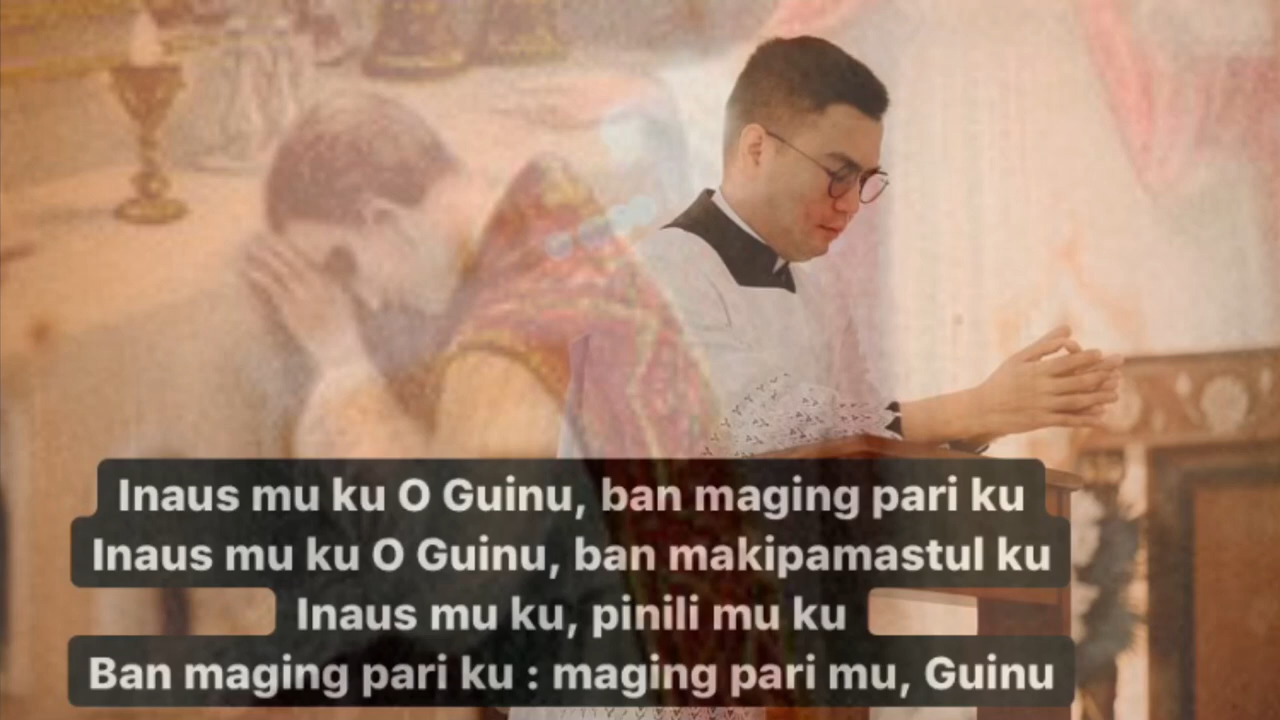 Inaus mu ku O Guinu, ban maging pari ku
Inaus mu ku O Guinu, ban makipamastul ku
Inaus mu ku, pinili mu ku
Ban maging pari ku : maging pari mu, Guinu